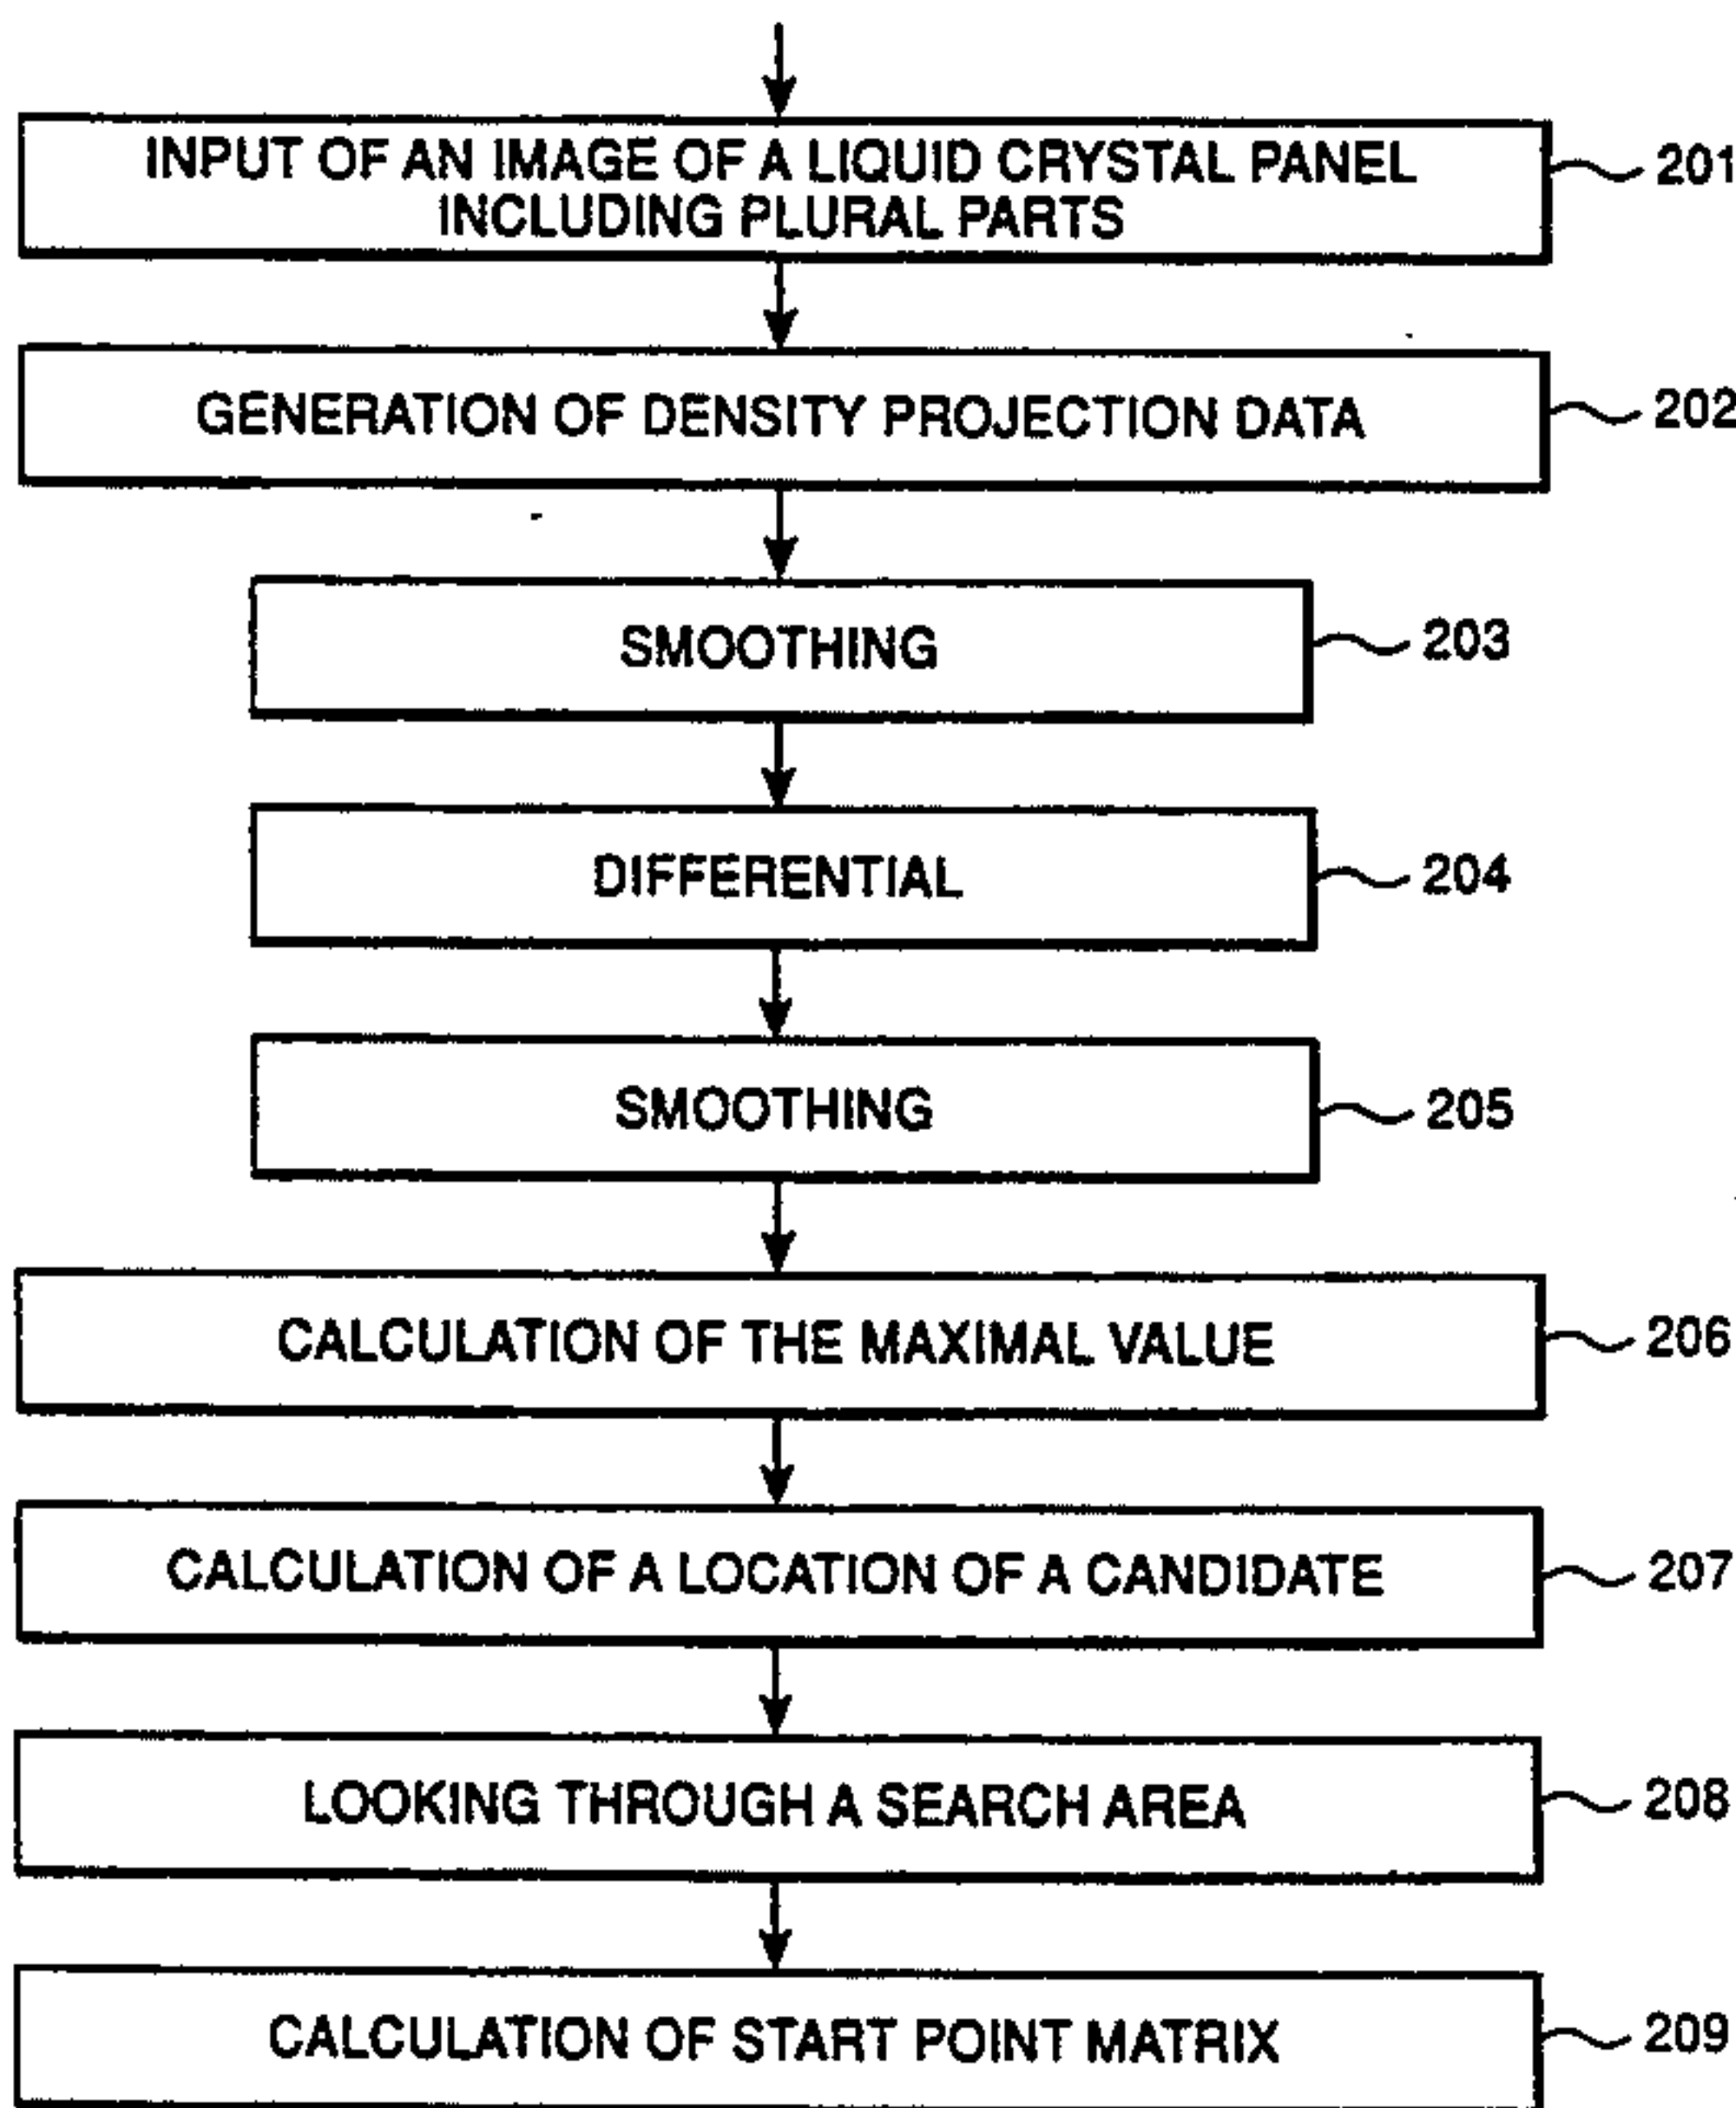 INPUT OF AN IMAGE OF A LIQUID CRYSTAL PANEL
INCLUDING PLURAL PARTS
201
GENERATION OF DENSITY PROJECTION DATA
202
SMOOTHING
203
DIFFERENTIAL
204
SMOOTHING
205
CALCULATION OF THE MAXIMAL VALUE
206
CALCULATION OF A LOCATION OF A CANDIDATE
207
LOOKING THROUGH A SEARCH AREA
208
CALCULATION OF START POINT MATRIX
209